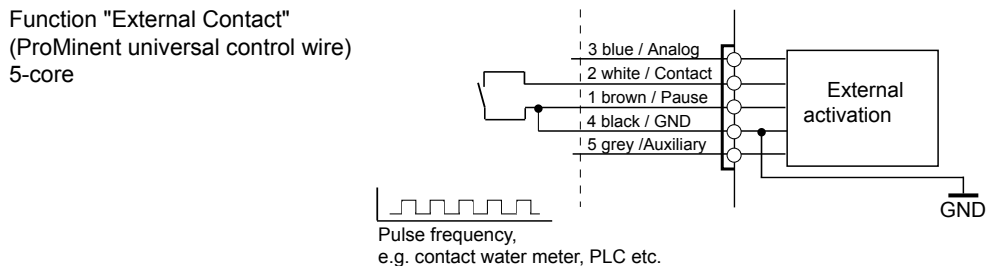 Function "External Contact"
(ProMinent universal control wire)
5-core
3 blue / Analog
2 white / Contact
1 brown / Pause
4 black / GND
5 grey /Auxiliary
External
activation
GND
Pulse frequency,
e.g. contact water meter, PLC etc.